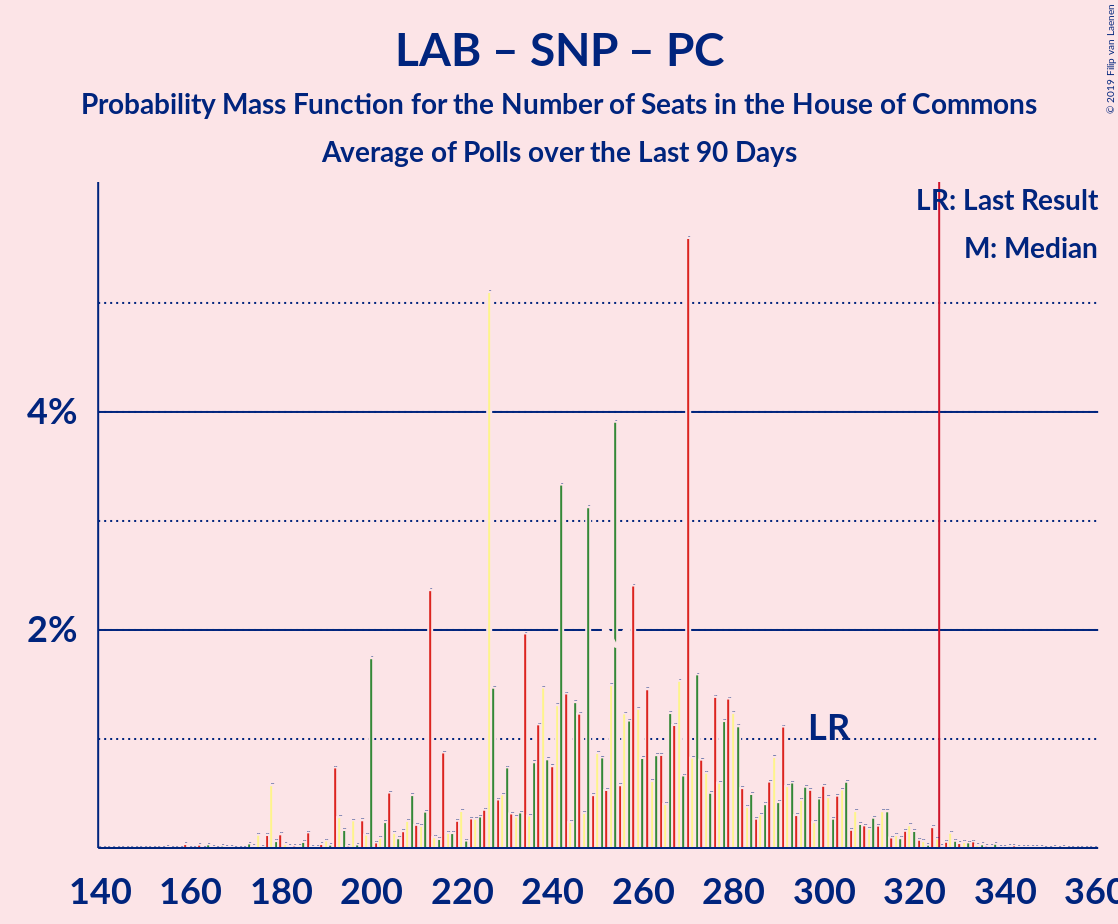 LAB – SNP – PC
Probability Mass Function for the Number of Seats in the House of Commons
Average of Polls over the Last 90 Days
© 2019 Filip van Laenen
LR: Last Result
M: Median
4%
2%
LR
140 160 180 200 220 240 260 280 300 320 340 360